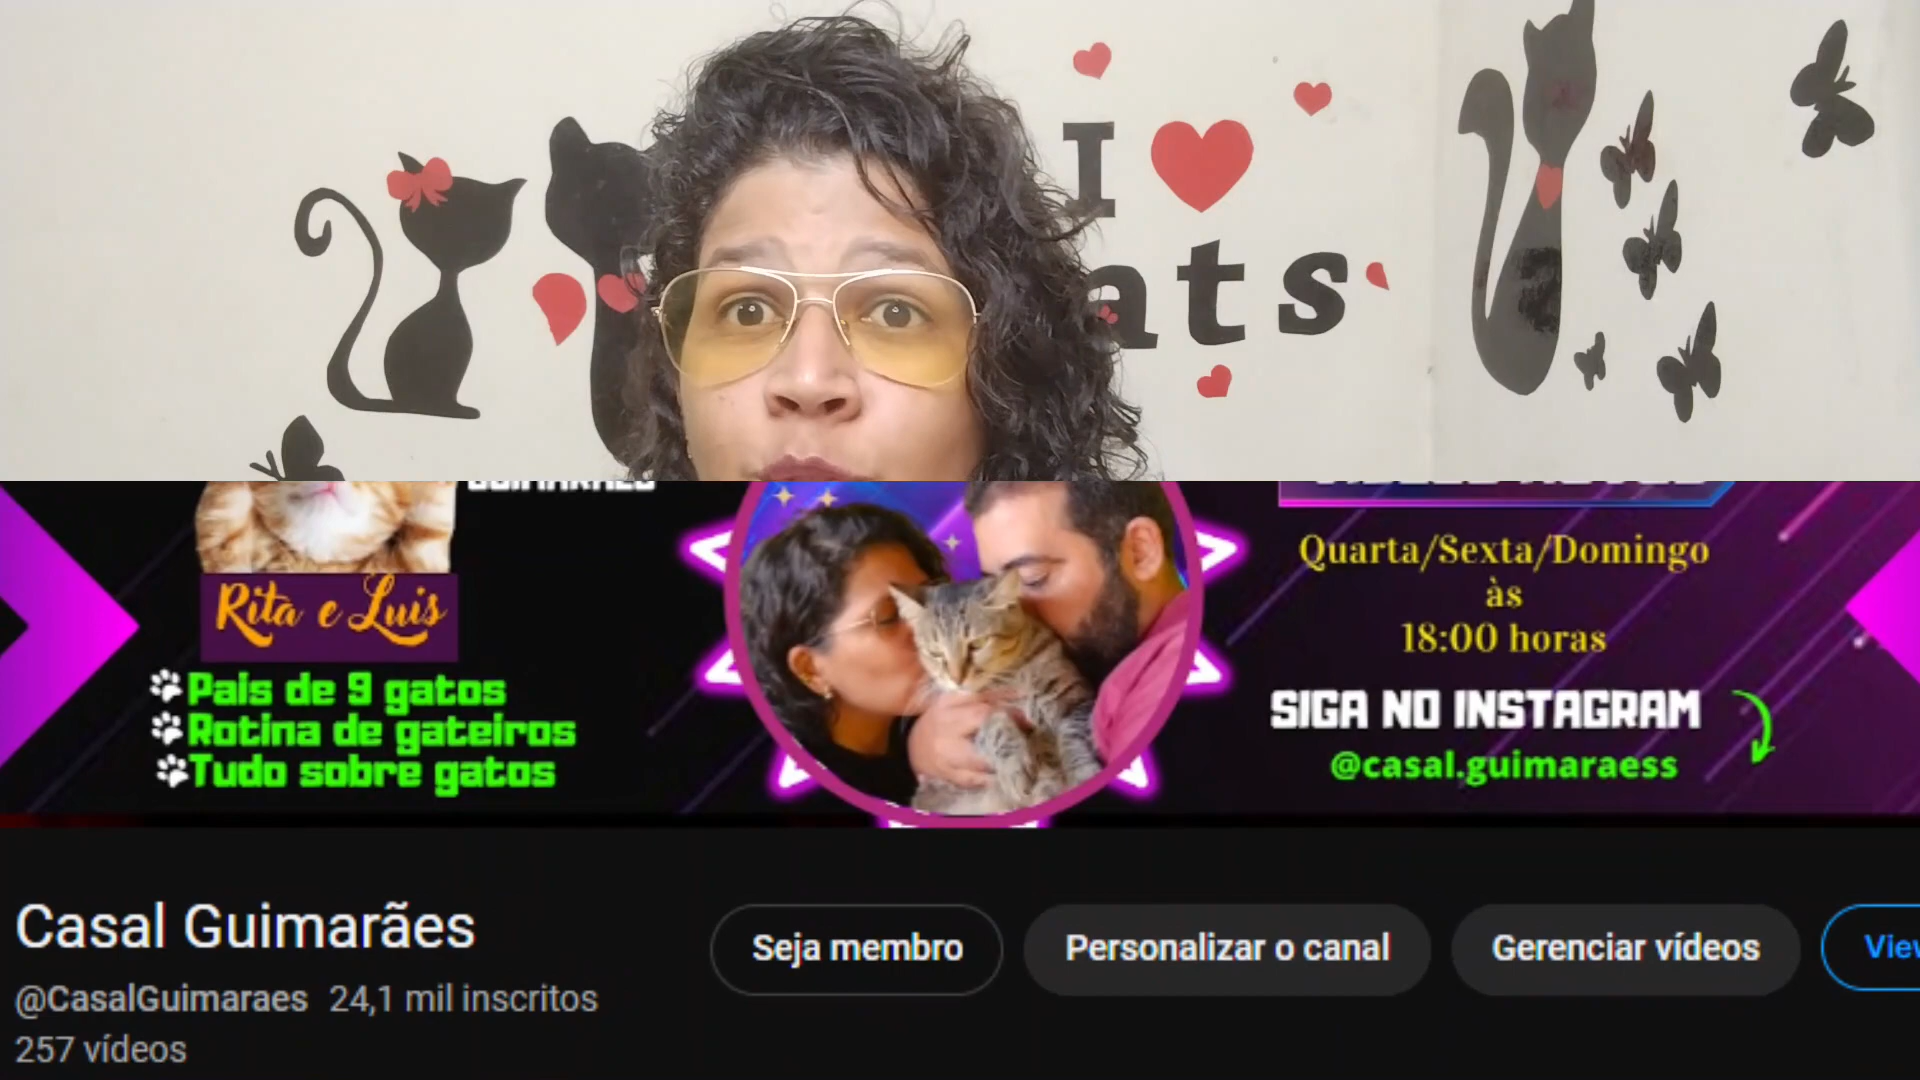 I
ats
Rita e Luis
Pais de 9 gatos
Rotina de gateiros
Tudo sobre gatos
Quarta/Sexta/Domingo
às
18:00 horas
SIGA NO INSTAGRAM
@casal.guimaraess
Casal Guimarães
@CasalGuimaraes 24,1 mil inscritos
257 vídeos
Seja membro
Personalizar o canal
Gerenciar vídeos
View